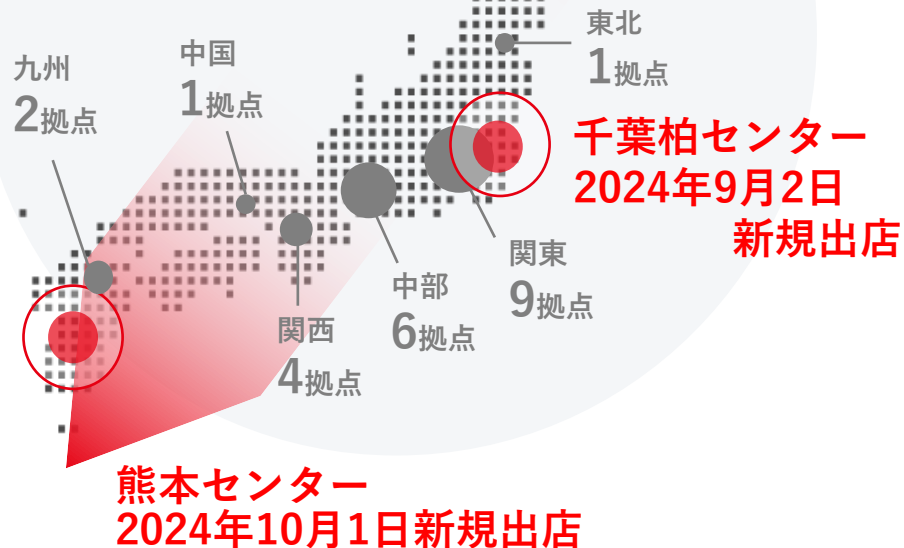 東北
1拠点
中国
1拠点
九州
2拠点
千葉柏センター
2024年9月2日
新規出店
関東
9拠点
中部
6拠点
関西
4拠点
熊本センター
2024年10月1日新規出店